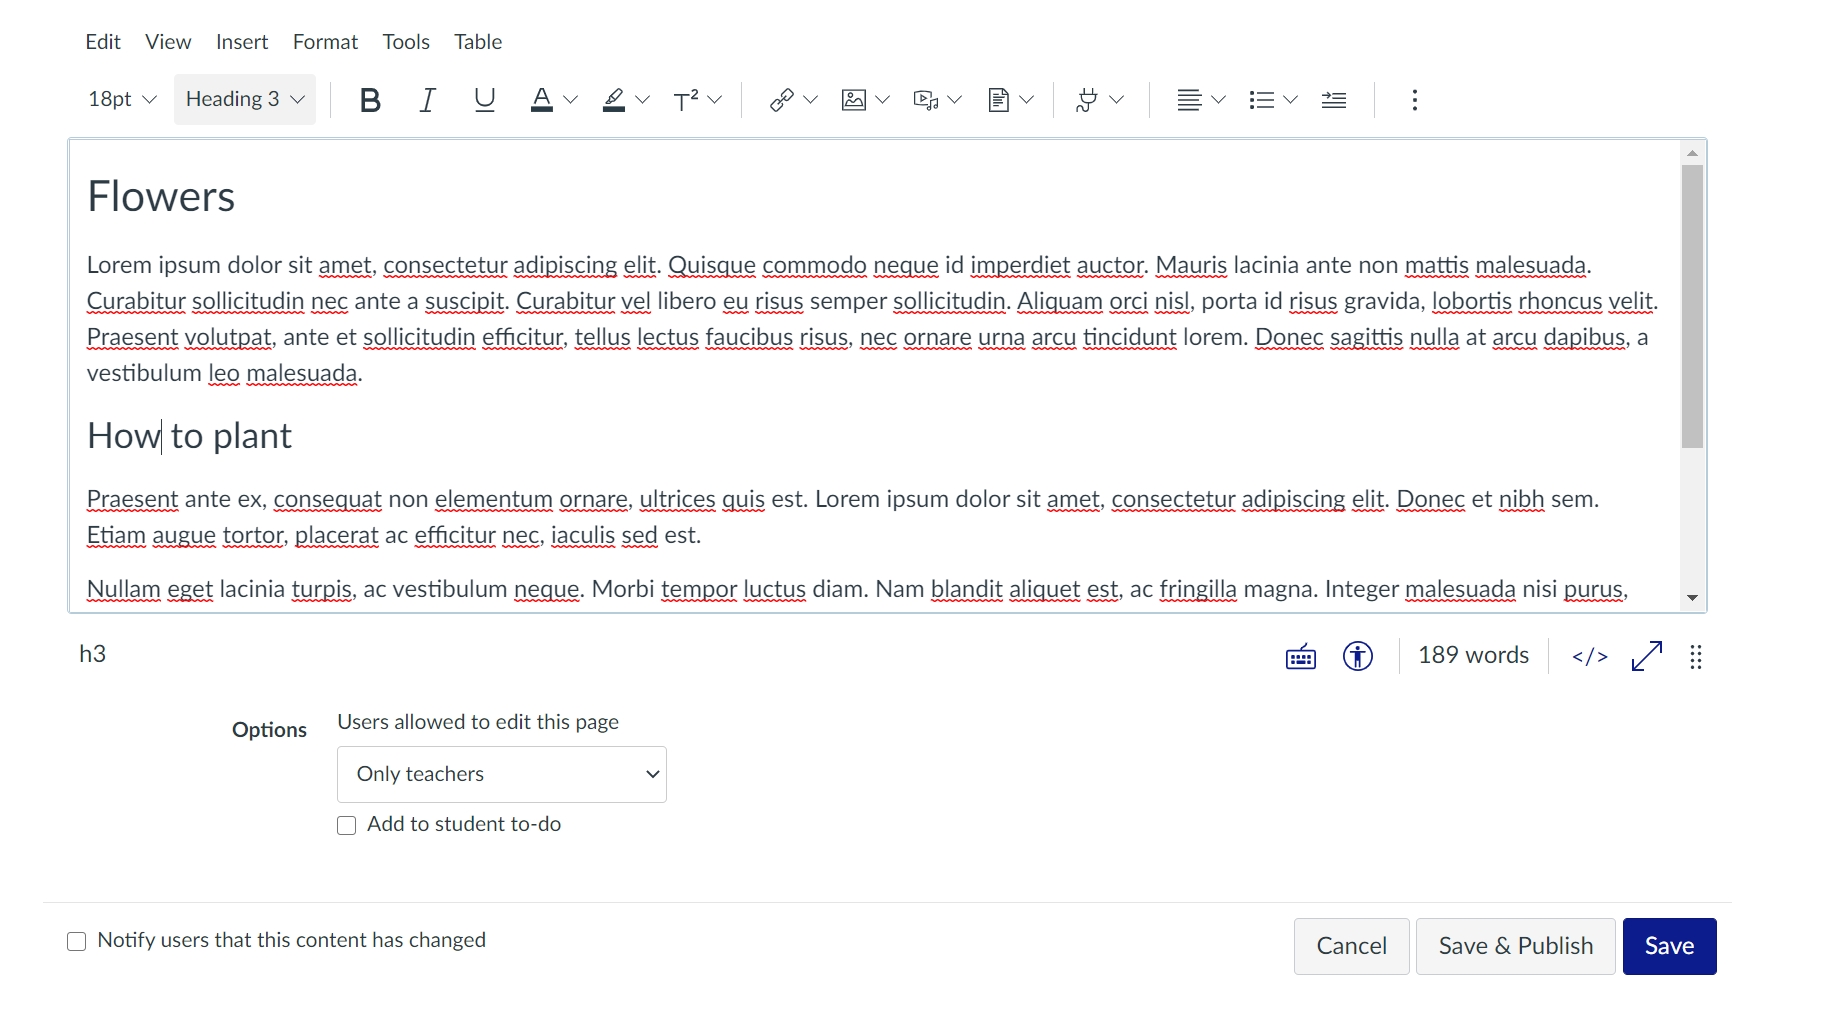 Edit View Insert Format Tools Table
18pt Heading 3 B I U A T²
Flowers
Lorem ipsum dolor sit amet, consectetur adipiscing elit. Quisque commodo neque id imperdiet auctor. Mauris lacinia ante non mattis malesuada.
Curabitur sollicitudin nec ante a suscipit. Curabitur vel libero eu risus semper sollicitudin. Aliquam orci nisl, porta id risus gravida, lobortis rhoncus velit.
Praesent volutpat, ante et sollicitudin efficitur, tellus lectus faucibus risus, nec ornare urna arcu tincidunt lorem. Donec sagittis nulla at arcu dapibus, a
vestibulum leo malesuada.
How to plant
Praesent ante ex, consequat non elementum ornare, ultrices quis est. Lorem ipsum dolor sit amet, consectetur adipiscing elit. Donec et nibh sem.
Etiam augue tortor, placerat ac efficitur nec, iaculis sed est.
Nullam eget lacinia turpis, ac vestibulum neque. Morbi tempor luctus diam. Nam blandit aliquet est, ac fringilla magna. Integer malesuada nisi purus,
h3 189 words </>
Options Users allowed to edit this page
Only teachers
Add to student to-do
Notify users that this content has changed Cancel Save & Publish Save